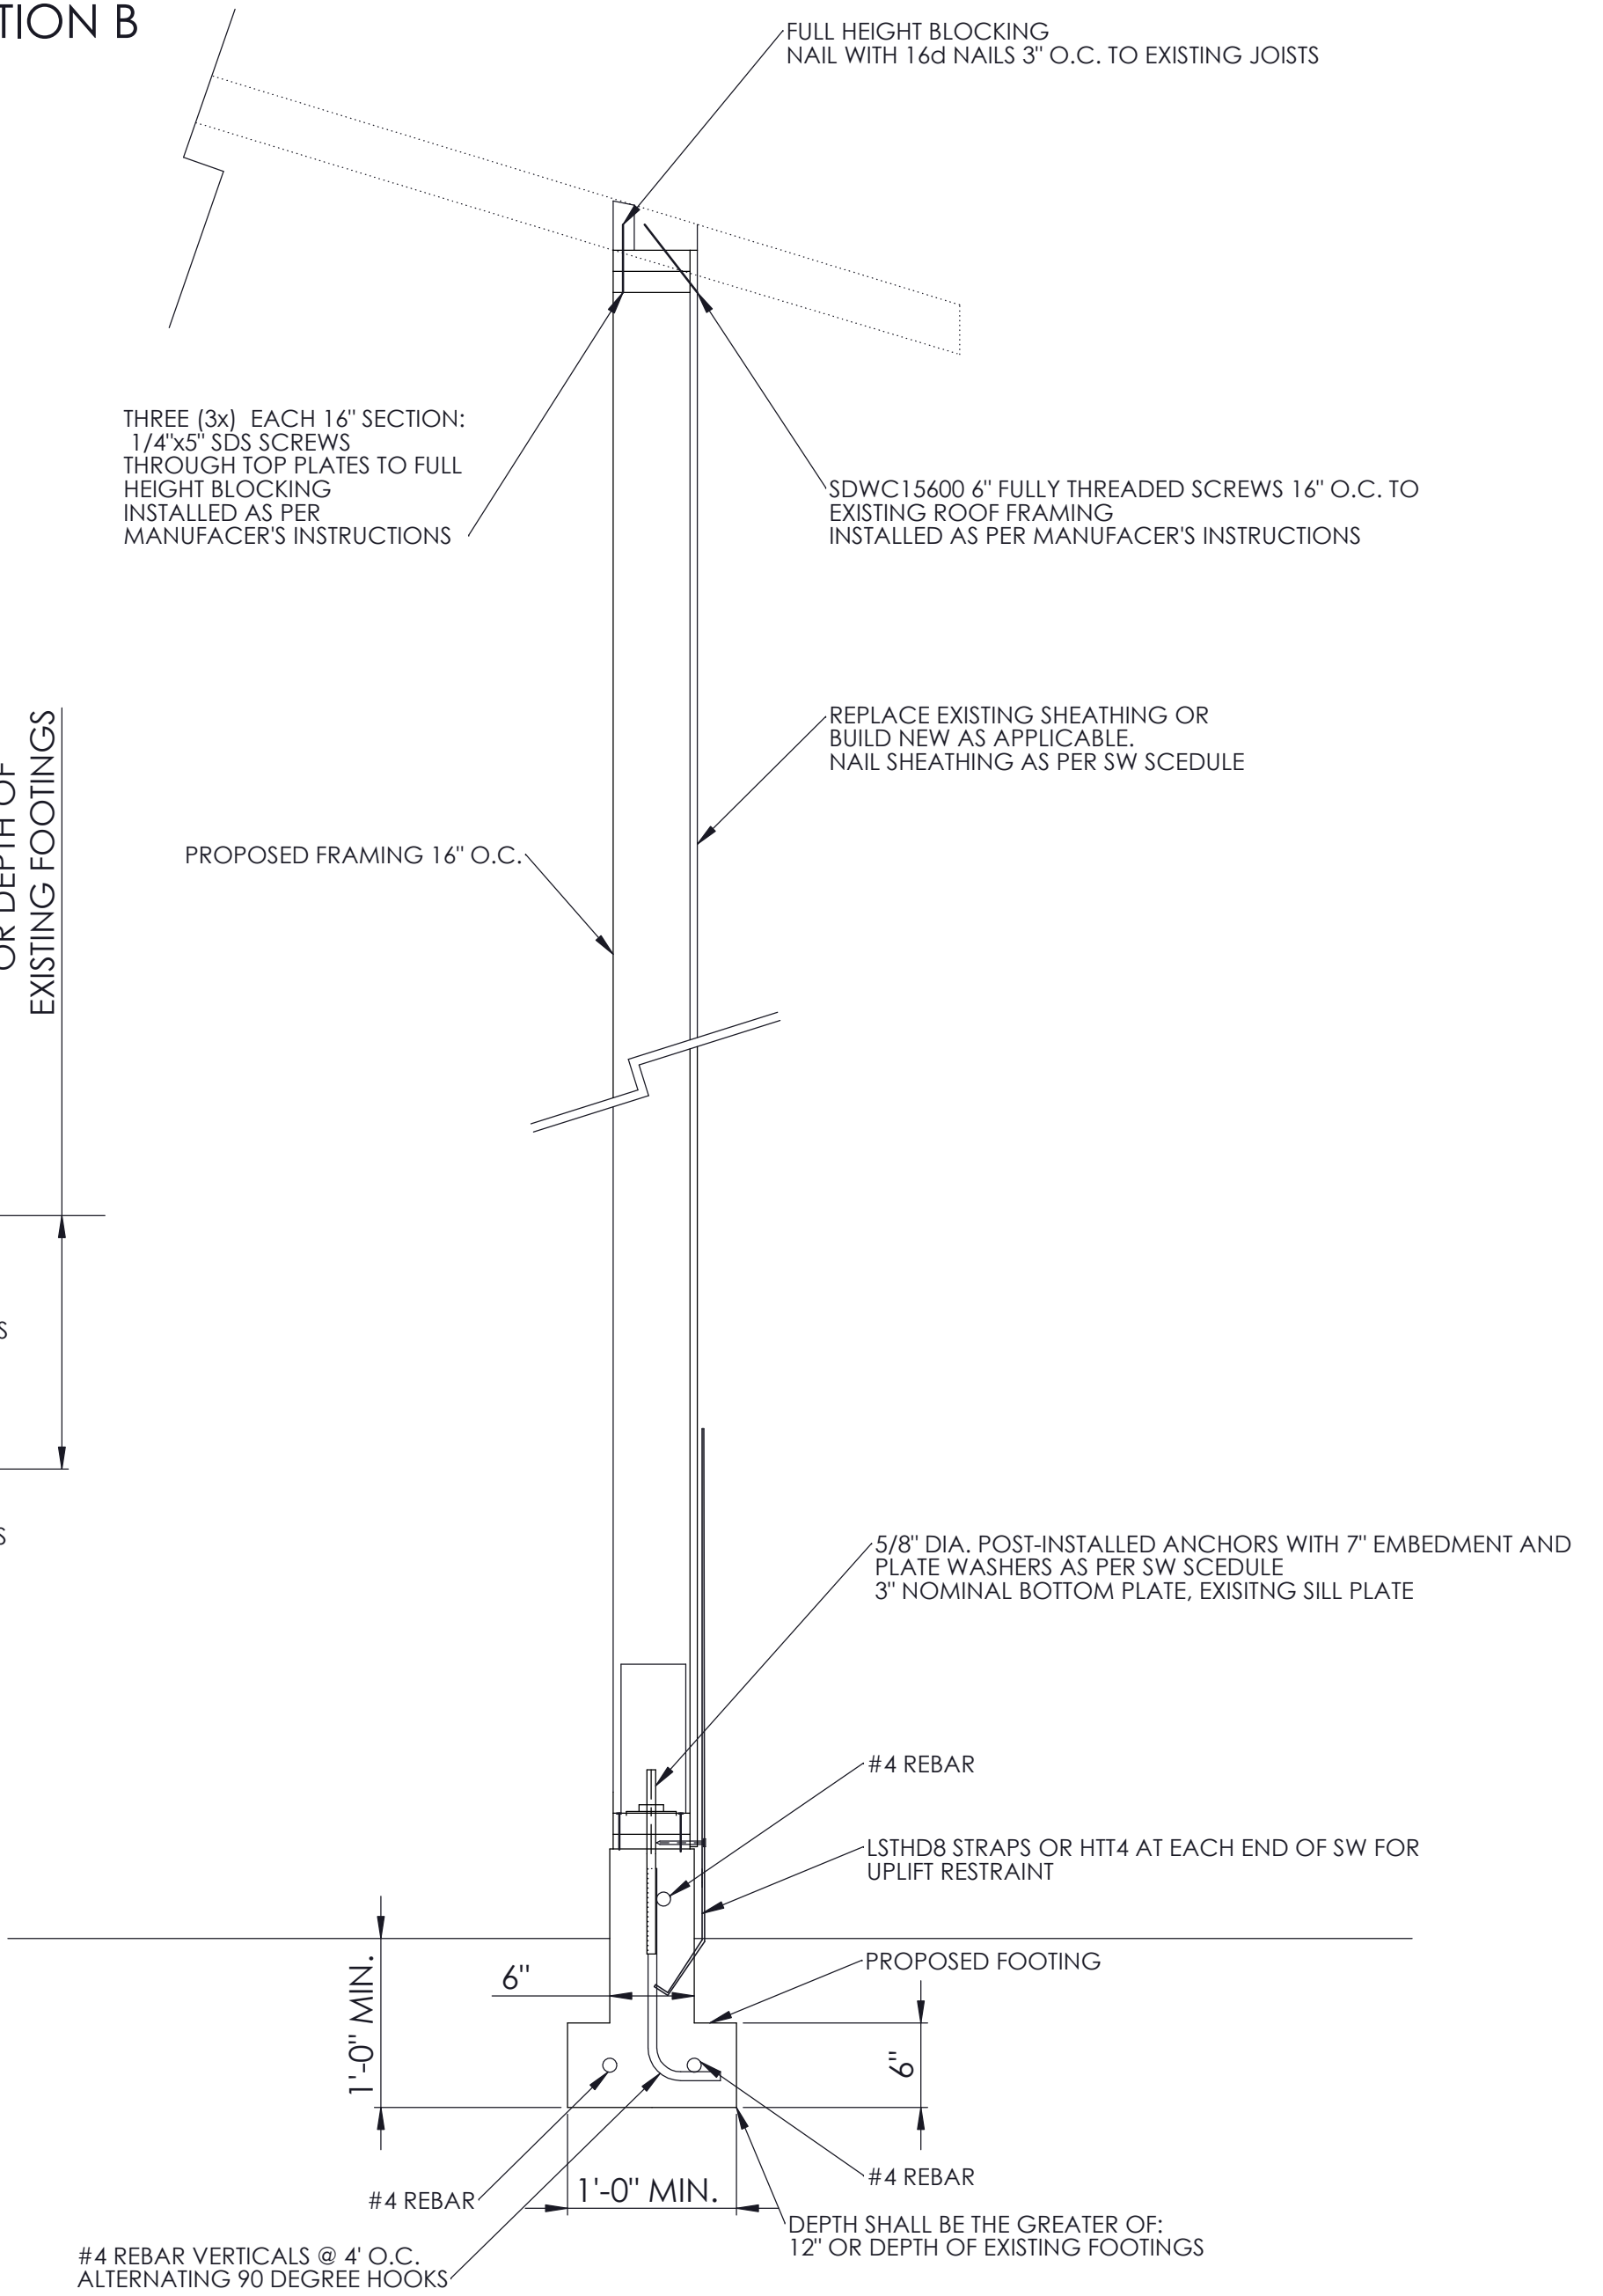 TION B
FULL HEIGHT BLOCKING
NAIL WITH 16d NAILS 3" O.C. TO EXISTING JOISTS
THREE (3x) EACH 16" SECTION:
1/4"x5" SDS SCREWS
THROUGH TOP PLATES TO FULL
HEIGHT BLOCKING
INSTALLED AS PER
MANUFACER'S INSTRUCTIONS
SDWC15600 6" FULLY THREADED SCREWS 16" O.C. TO
EXISTING ROOF FRAMING
INSTALLED AS PER MANUFACER'S INSTRUCTIONS
OR DEPTH OF
EXISTING FOOTINGS
REPLACE EXISTING SHEATHING OR
BUILD NEW AS APPLICABLE.
NAIL SHEATHING AS PER SW SCEDULE
PROPOSED FRAMING 16" O.C.
S
S
5/8" DIA. POST-INSTALLED ANCHORS WITH 7" EMBEDMENT AND
PLATE WASHERS AS PER SW SCEDULE
3" NOMINAL BOTTOM PLATE, EXISITNG SILL PLATE
#4 REBAR
LSTHD8 STRAPS OR HTT4 AT EACH END OF SW FOR
UPLIFT RESTRAINT
PROPOSED FOOTING
6"
1'-0" MIN.
6"
#4 REBAR
1'-0" MIN.
#4 REBAR
DEPTH SHALL BE THE GREATER OF:
12" OR DEPTH OF EXISTING FOOTINGS
#4 REBAR VERTICALS @ 4' O.C.
ALTERNATING 90 DEGREE HOOKS